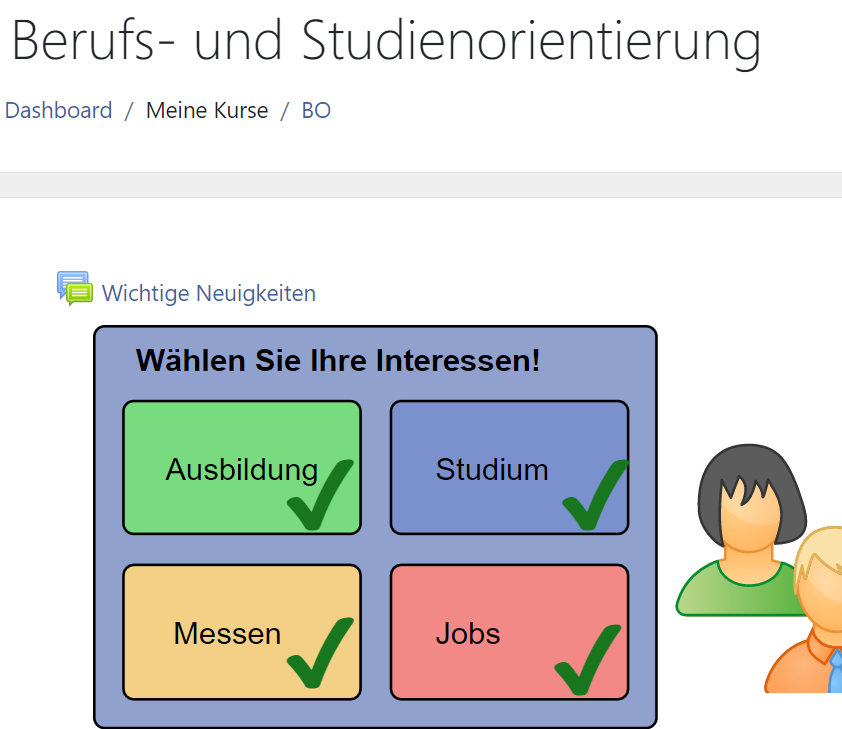 Berufs- und Studienorientierung
Dashboard / Meine Kurse / BO
Wichtige Neuigkeiten
Wählen Sie Ihre Interessen!
Ausbildung Studium
Messen Jobs